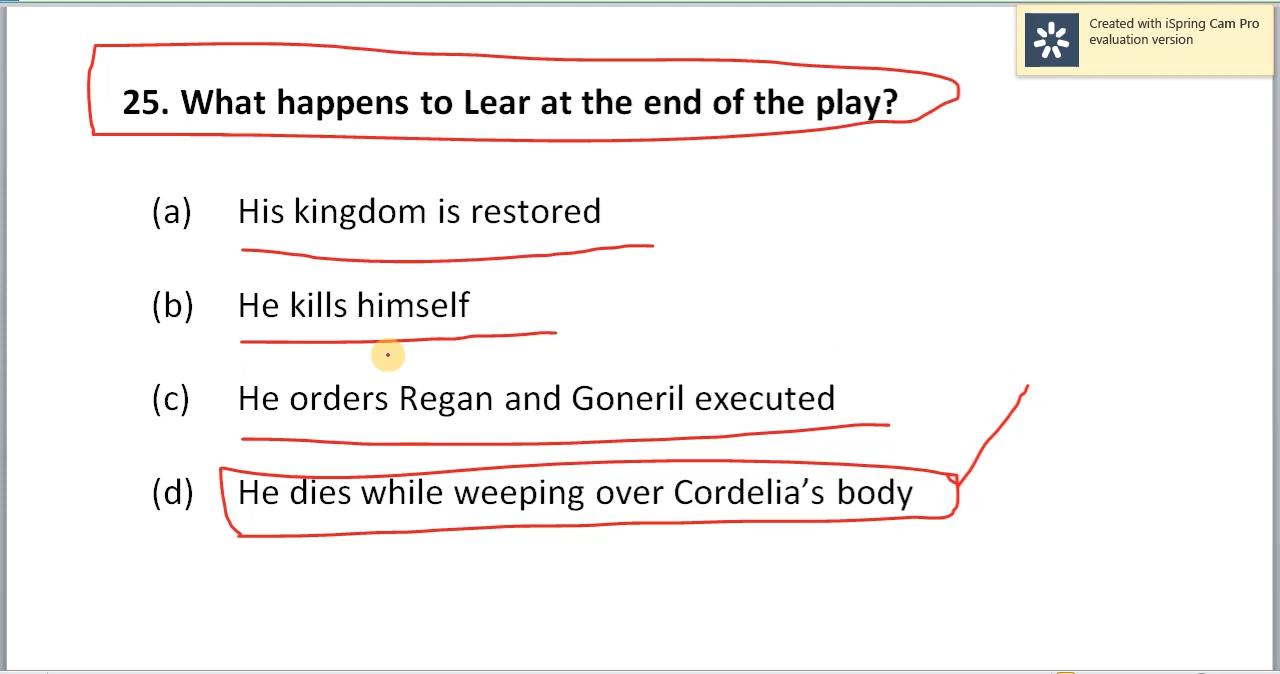 Created with iSpring Cam Pro
evaluation version
25. What happens to Lear at the end of the play?
(a) His kingdom is restored
(b) He kills himself
(c) He orders Regan and Goneril executed
(d) He dies while weeping over Cordelia’s body